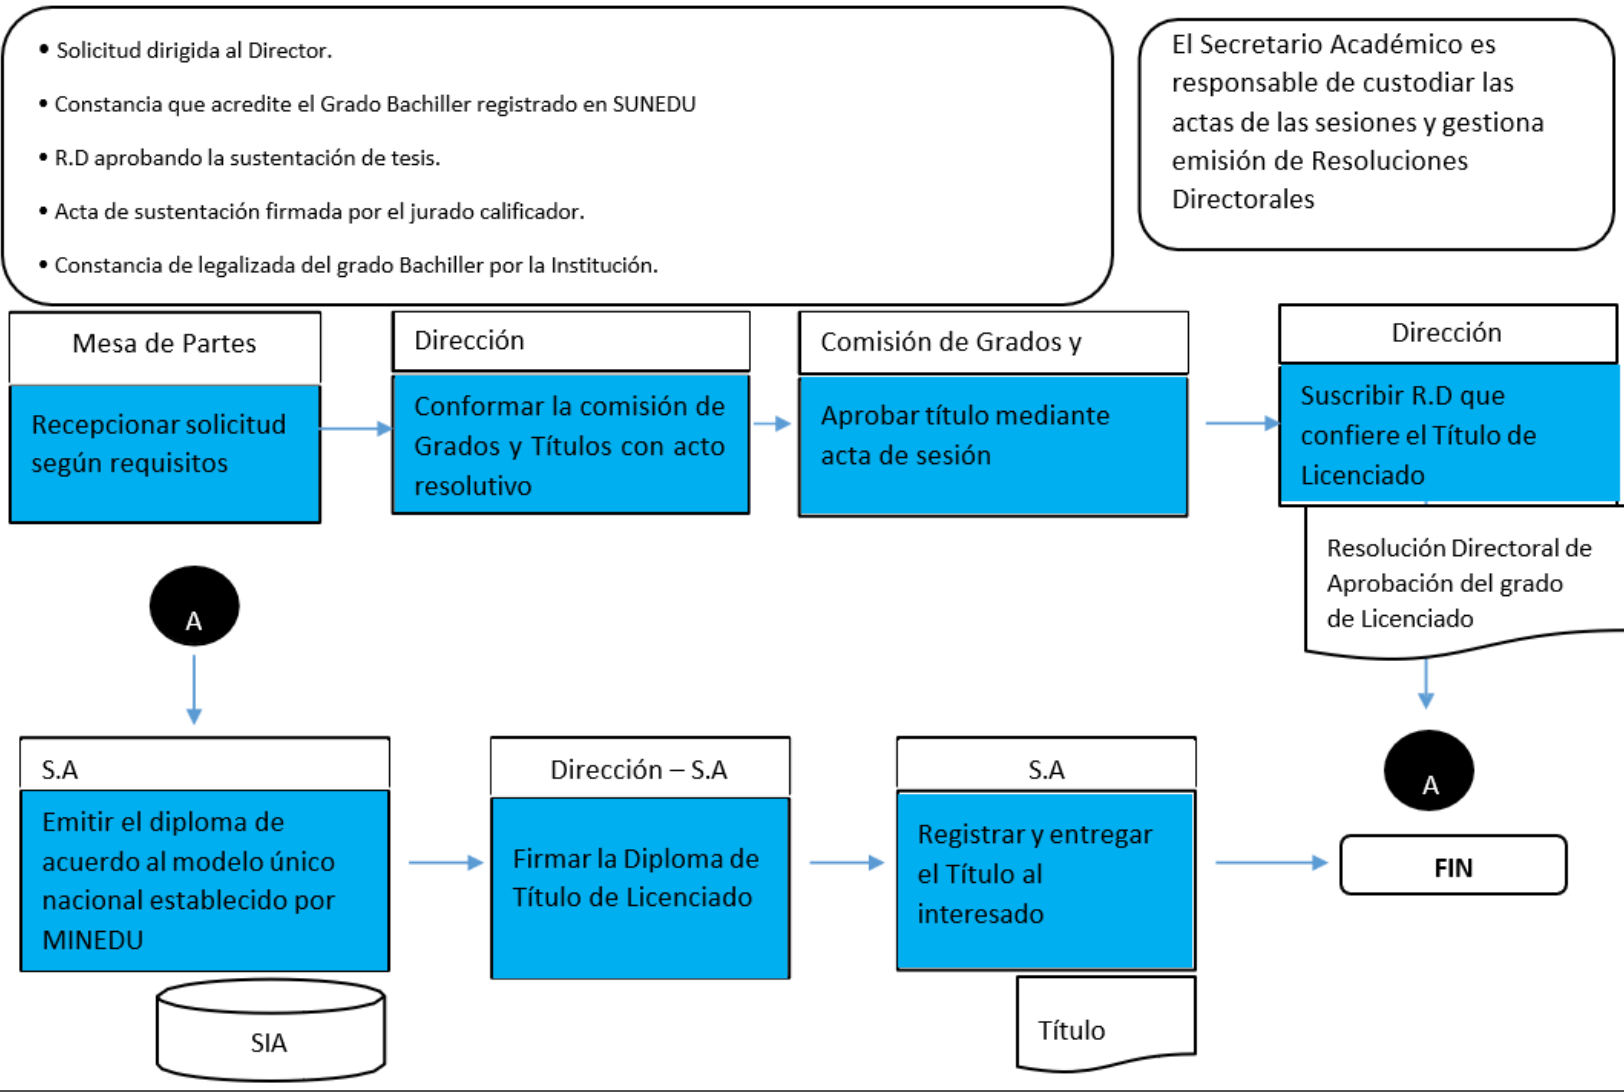 • Solicitud dirigida al Director.
• Constancia que acredite el Grado Bachiller registrado en SUNEDU
• R.D aprobando la sustentación de tesis.
• Acta de sustentación firmada por el jurado calificador.
• Constancia de legalizada del grado Bachiller por la Institución.
El Secretario Académico es
responsable de custodiar las
actas de las sesiones y gestiona
emisión de Resoluciones
Directorales
Mesa de Partes
Recepcionar solicitud
según requisitos
Dirección
Conformar la comisión de
Grados y Títulos con acto
resolutivo
Comisión de Grados y
Aprobar título mediante
acta de sesión
Dirección
Suscribir R.D que
confiere el Título de
Licenciado
Resolución Directoral de
Aprobación del grado
de Licenciado
A
A
S.A
Emitir el diploma de
acuerdo al modelo único
nacional establecido por
MINEDU
SIA
Dirección – S.A
Firmar la Diploma de
Título de Licenciado
S.A
Registrar y entregar
el Título al
interesado
Título
FIN